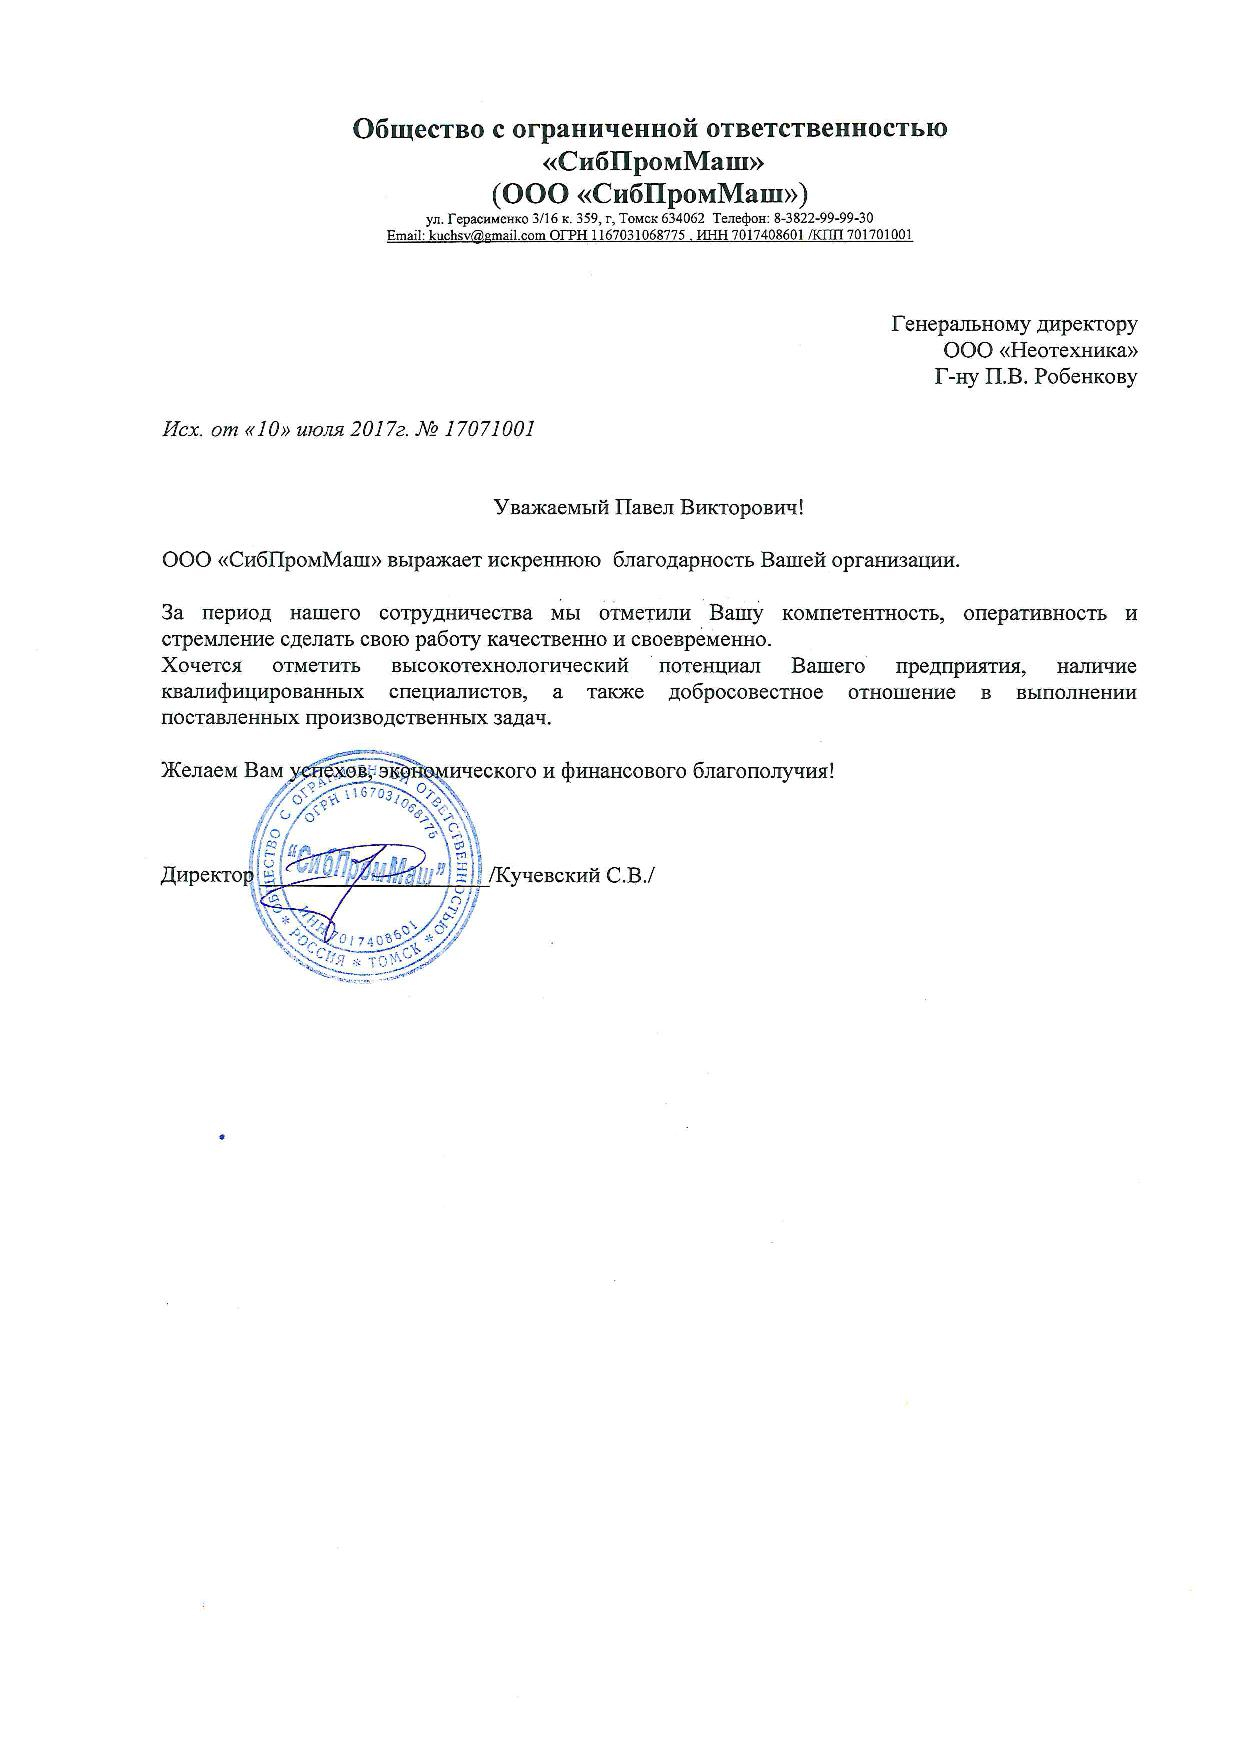 Общество с ограниченной ответственностью
«СибПромМаш»
(ООО «СибПромМаш»)
ул. Герасименко 3/16 к. 359, г, Томск 634062 Телефон: 8-3822-99-99-30
Email: kuchsv@gmail.com ОГРН 1167031068775 , ИНН 7017408601 /КПП 701701001
Генеральному директору
ООО «Неотехника»
Г-ну П.В. Робенкову
Исх. от «10» июля 2017г. № 17071001
Уважаемый Павел Викторович!
ООО «СибПромМаш» выражает искреннюю благодарность Вашей организации.
За период нашего сотрудничества мы отметили Вашу компетентность, оперативность и
стремление сделать свою работу качественно и своевременно.
Хочется отметить высокотехнологический потенциал Вашего предприятия, наличие
квалифицированных специалистов, а также добросовестное отношение в выполнении
поставленных производственных задач.
Желаем Вам успехов, экономического и финансового благополучия!
Директор ____________________/Кучевский С.В./
ОБЩЕСТВО С ОГРАНИЧЕННОЙ ОТВЕТСТВЕННОСТЬЮ
ОГРН 1167031068775
"СибПромМаш"
ИНН 7017408601
* РОССИЯ * ТОМСК *